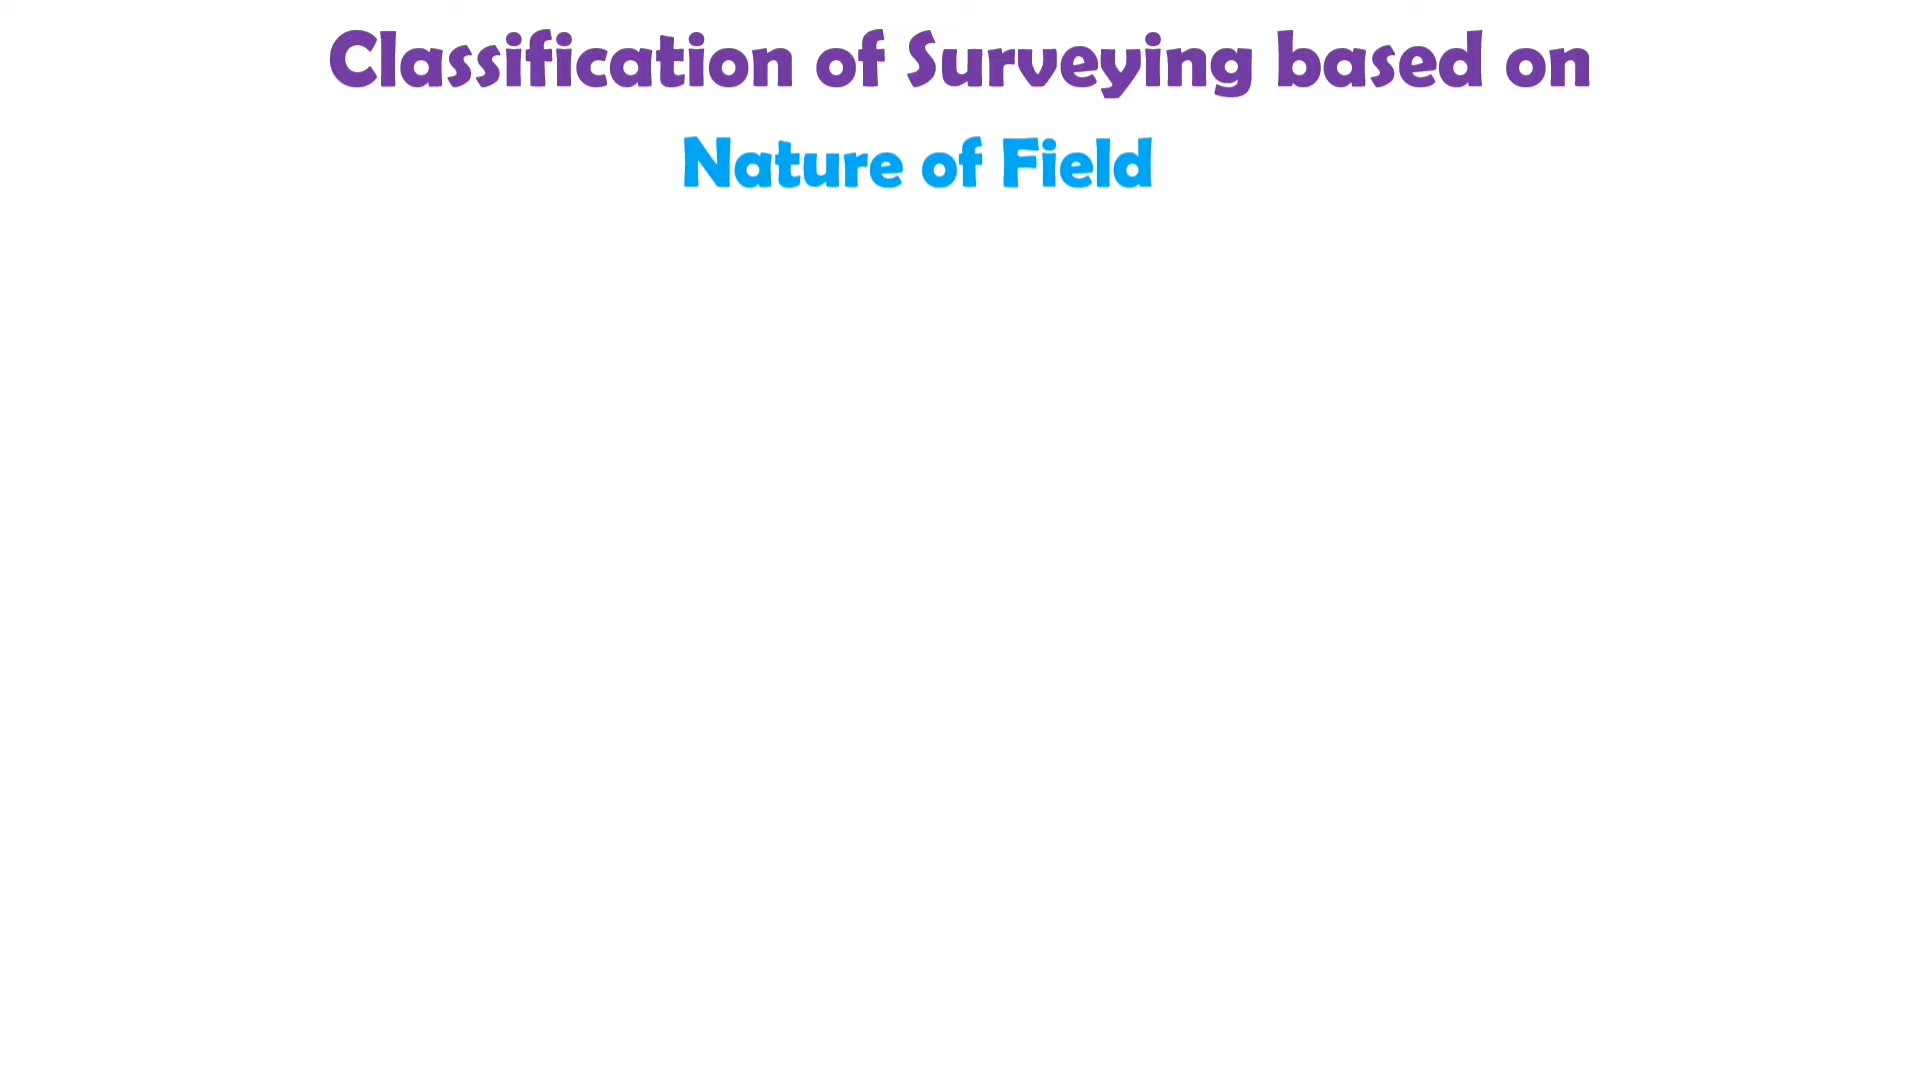 Classification of Surveying based on
Nature of Field